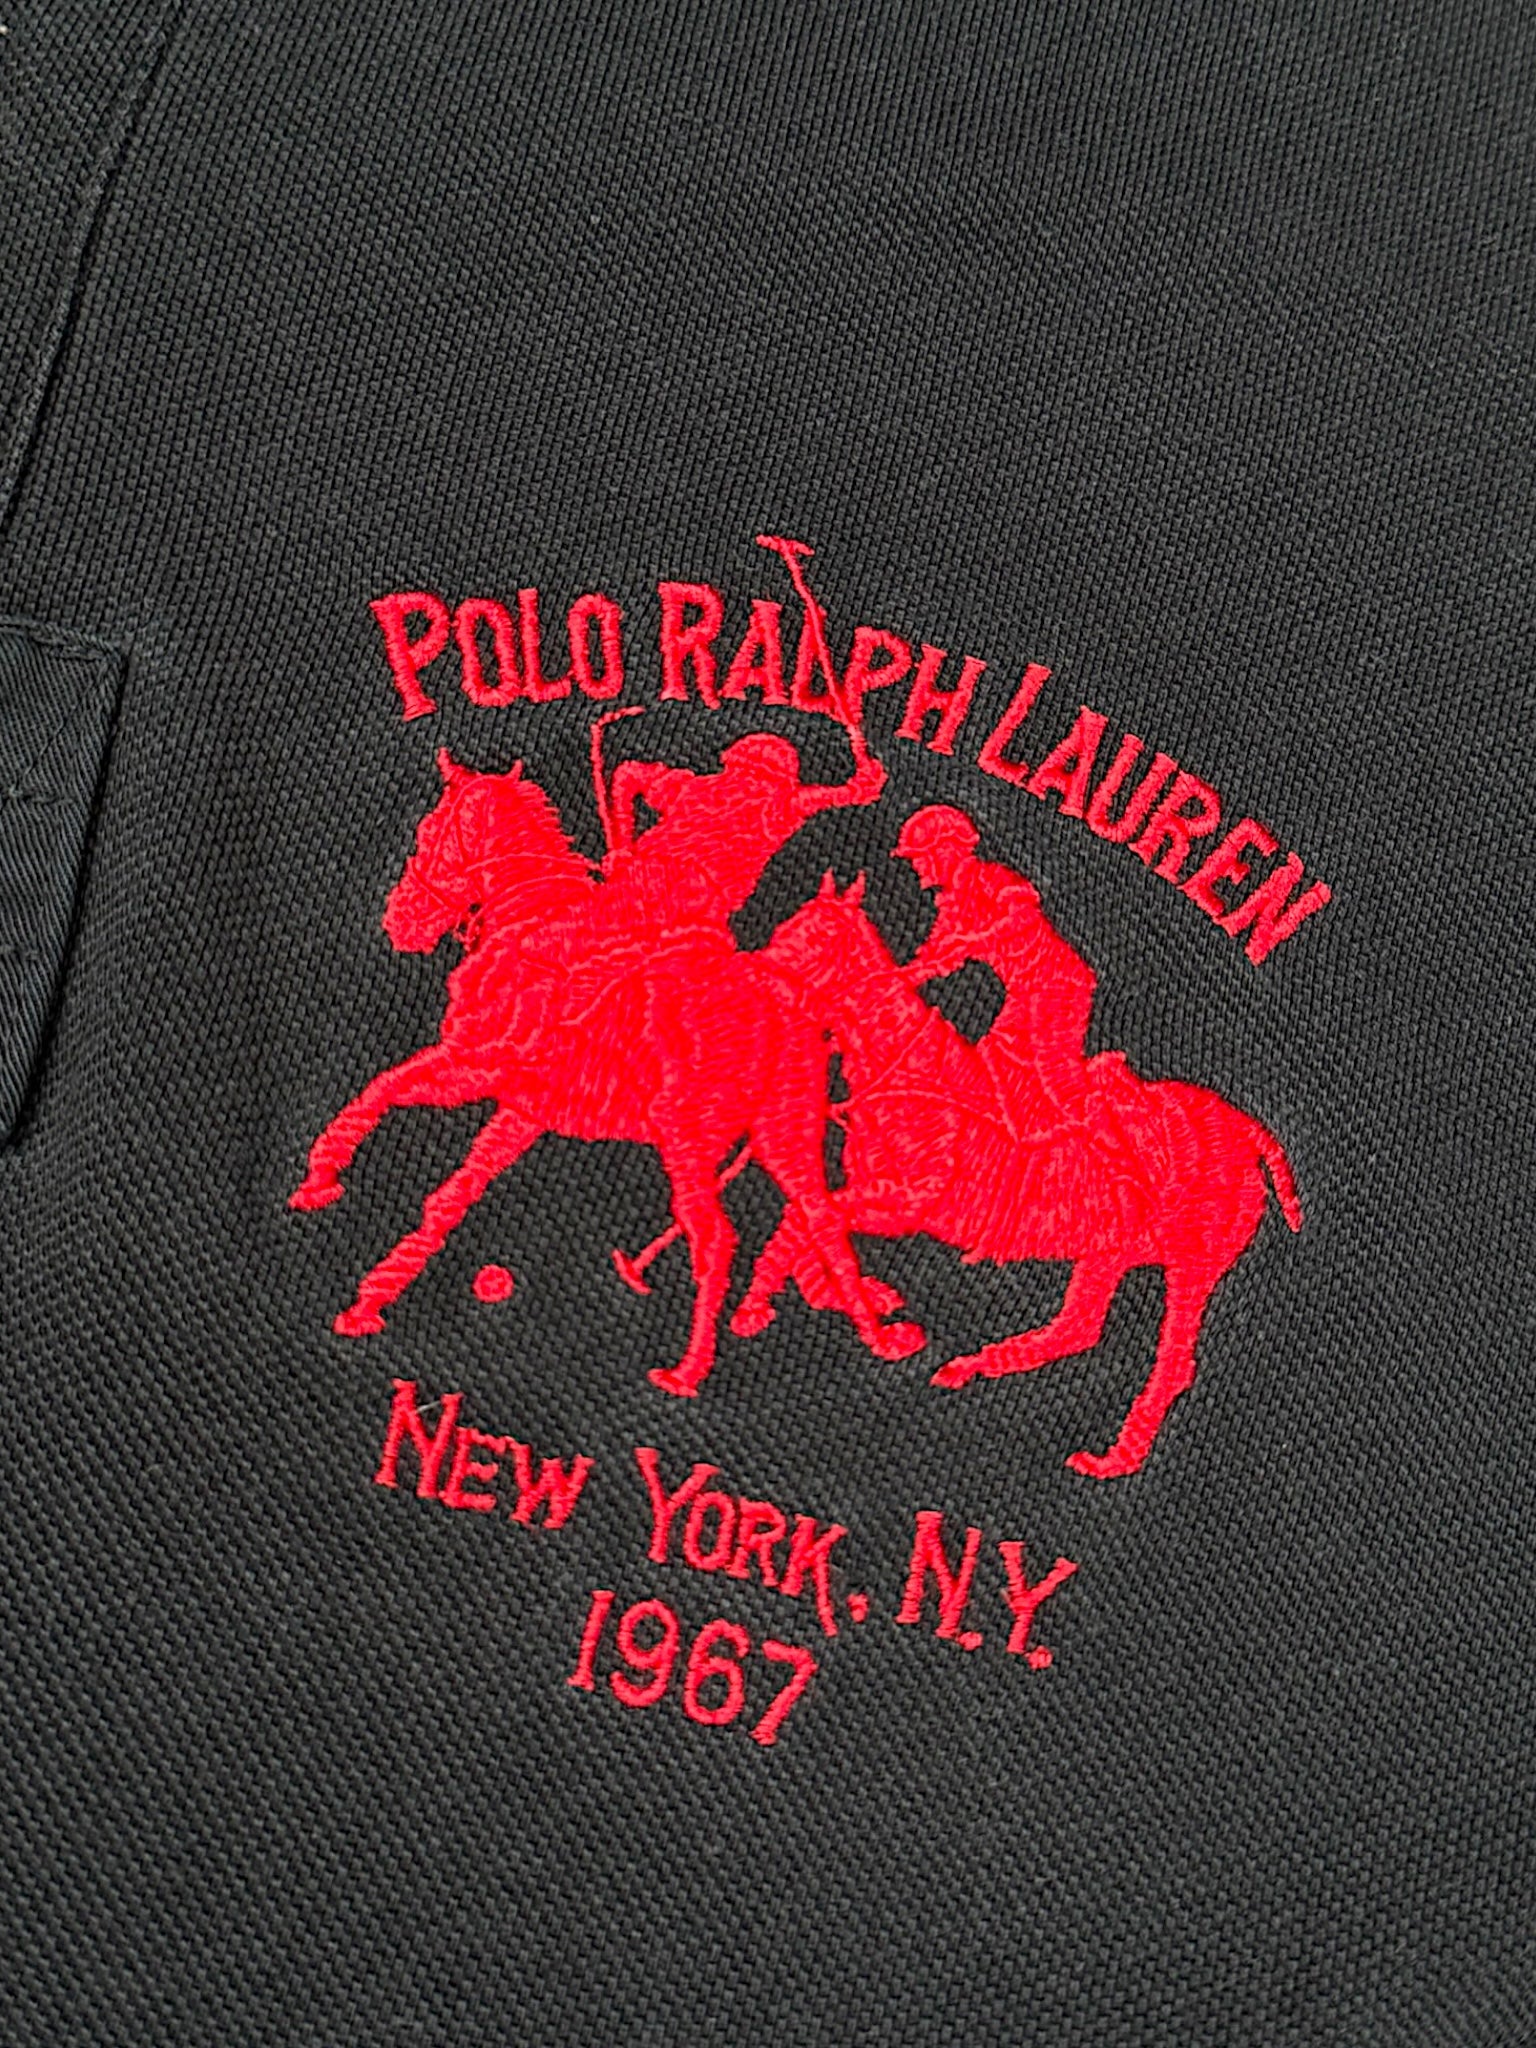 POLO RALPH LAUREN
NEW YORK, N.Y.
1967